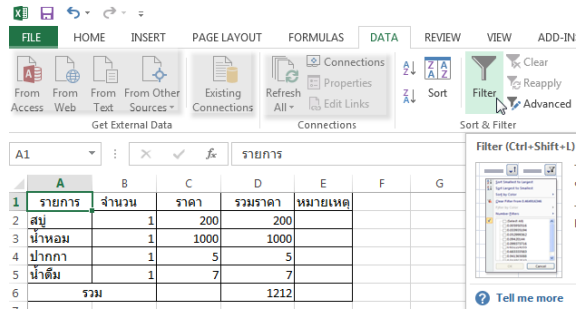 FILE HOME INSERT PAGE LAYOUT FORMULAS DATA REVIEW VIEW ADD-INS
From Access
From Web
From Text
From Other Sources
Existing Connections
Refresh All
Connections
Properties
Edit Links
Sort
Filter
Clear
Reapply
Advanced
Get External Data Connections Sort & Filter
A1 fx รายการ
Filter (Ctrl+Shift+L)
A B C D E F G
1 รายการ จำนวน ราคา รวมราคา หมายเหตุ
2 สบู่ 1 200 200
3 น้ำหอม 1 1000 1000
4 ปากกา 1 5 5
5 น้ำดื่ม 1 7 7
6 รวม 1212
Tell me more